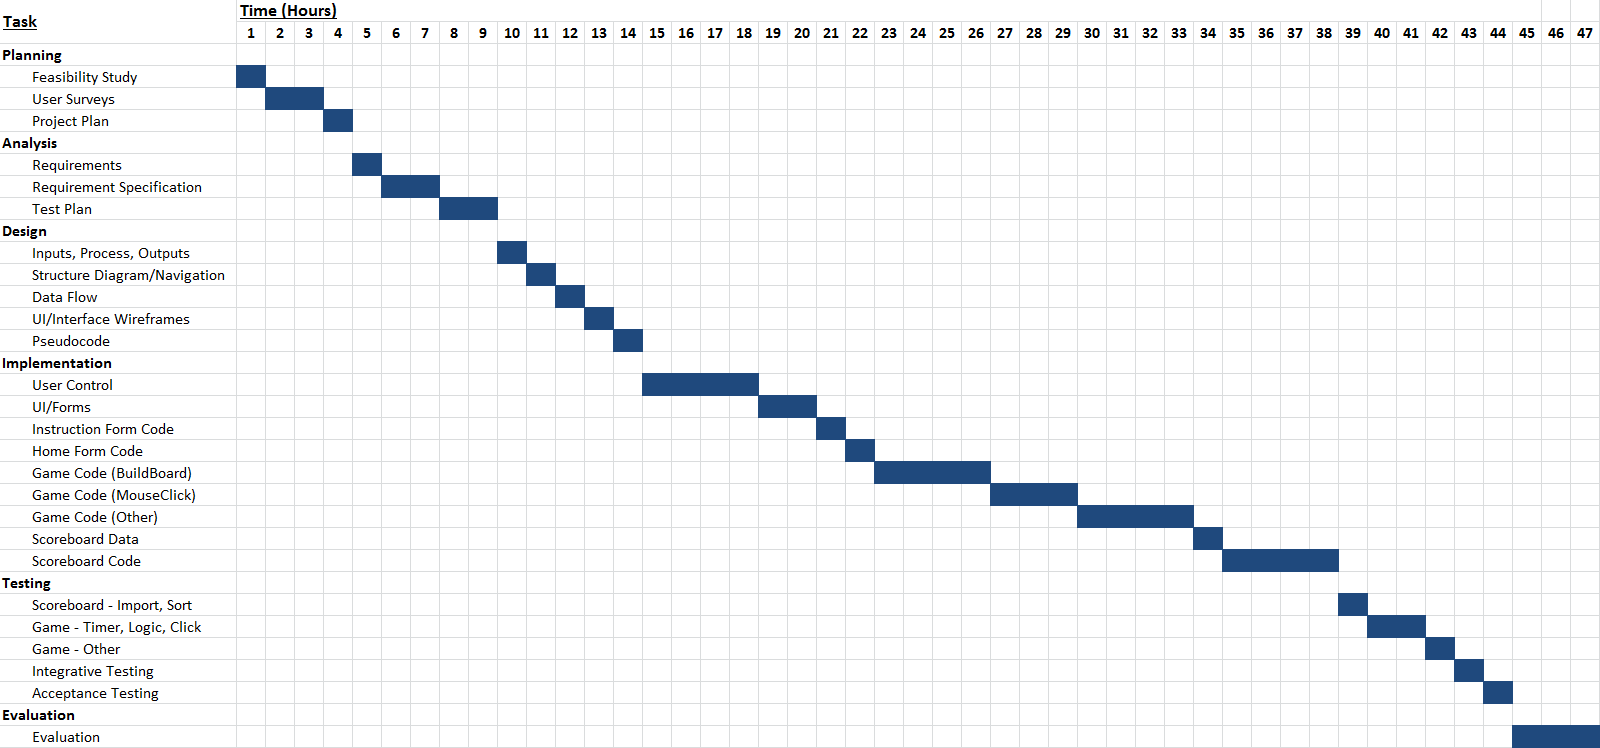 Time (Hours)
Task
1 2 3 4 5 6 7 8 9 10 11 12 13 14 15 16 17 18 19 20 21 22 23 24 25 26 27 28 29 30 31 32 33 34 35 36 37 38 39 40 41 42 43 44 45 46 47
Planning
Feasibility Study
User Surveys
Project Plan
Analysis
Requirements
Requirement Specification
Test Plan
Design
Inputs, Process, Outputs
Structure Diagram/Navigation
Data Flow
UI/Interface Wireframes
Pseudocode
Implementation
User Control
UI/Forms
Instruction Form Code
Home Form Code
Game Code (BuildBoard)
Game Code (MouseClick)
Game Code (Other)
Scoreboard Data
Scoreboard Code
Testing
Scoreboard - Import, Sort
Game - Timer, Logic, Click
Game - Other
Integrative Testing
Acceptance Testing
Evaluation
Evaluation